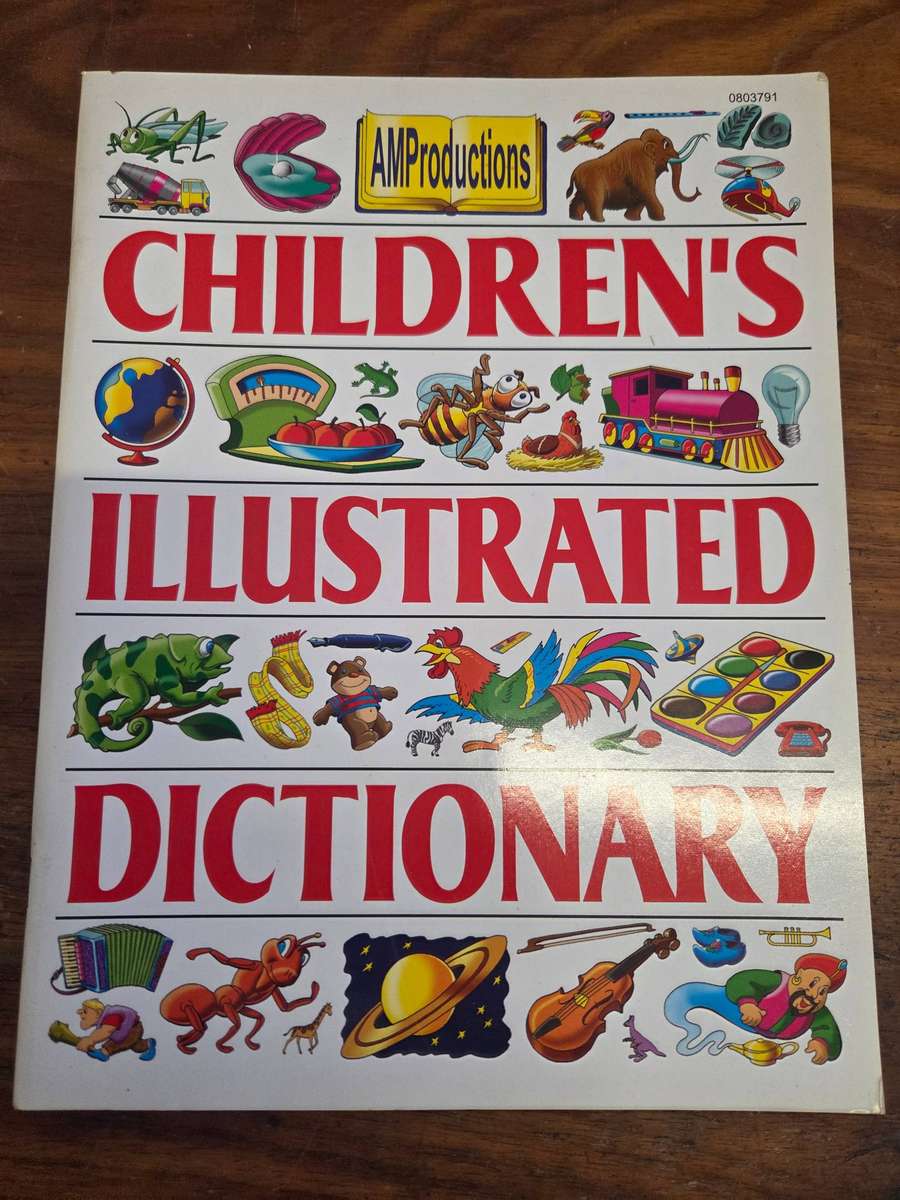 0803791
AMProductions
CHILDREN'S
ILLUSTRATED
DICTIONARY